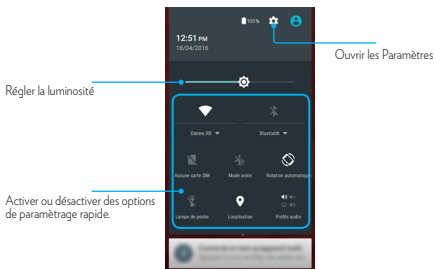 100%
12:51 PM
18/04/2016
Ouvrir les Paramètres
Régler la luminosité
Bluetooth
Aucune carte SIM
Mode avion
Rotation automatique
Activer ou désactiver des options
de paramètrage rapide.
Lampe de poche
Localisation
Profils audio